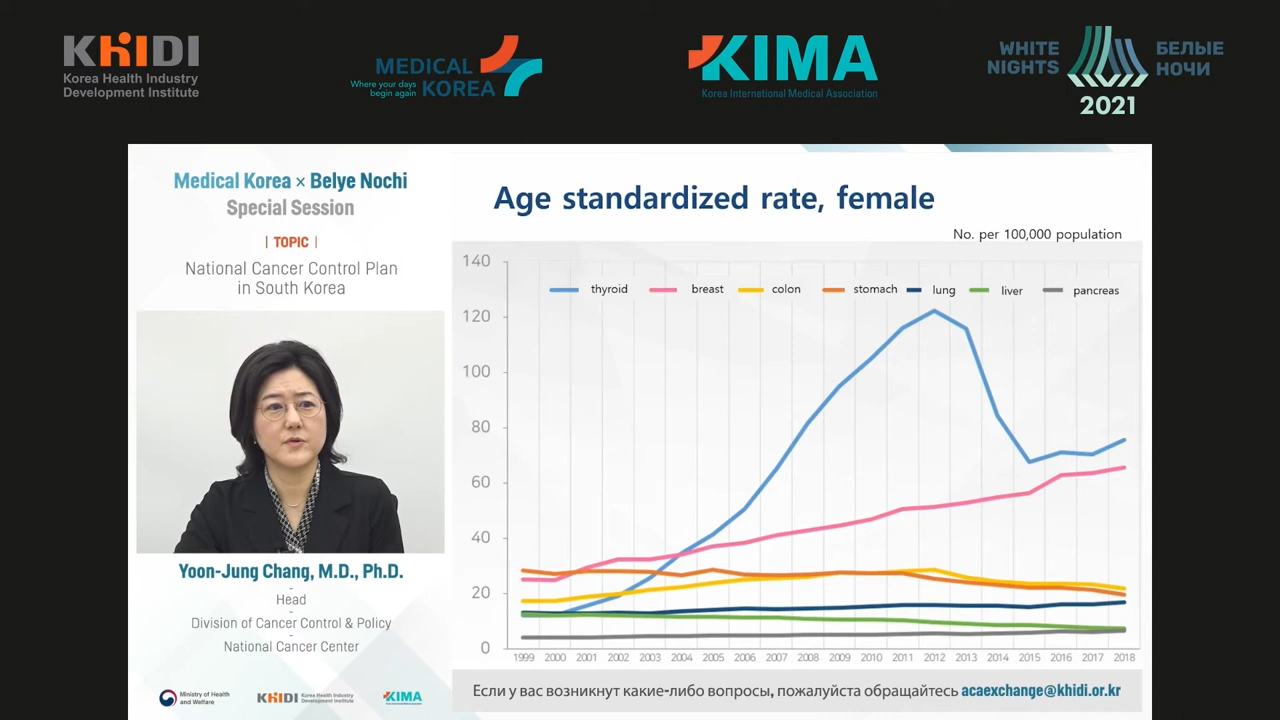 KHIDI
Korea Health Industry
Development Institute
MEDICAL
KOREA
Where your days
begin again
KIMA
Korea International Medical Association
WHITE
NIGHTS
БЕЛЫЕ
НОЧИ
2021
Medical Korea × Belye Nochi
Special Session
| TOPIC |
National Cancer Control Plan
in South Korea
Yoon-Jung Chang, M.D., Ph.D.
Head
-
Division of Cancer Control & Policy
-
National Cancer Center
Ministry of Health
and Welfare
KHIDI
Korea Health Industry
Development Institute
KIMA
Age standardized rate, female
No. per 100,000 population
thyroid breast colon stomach lung liver pancreas
140
120
100
80
60
40
20
0
1999 2000 2001 2002 2003 2004 2005 2006 2007 2008 2009 2010 2011 2012 2013 2014 2015 2016 2017 2018
Если у вас возникнут какие-либо вопросы, пожалуйста обращайтесь acaexchange@khidi.or.kr